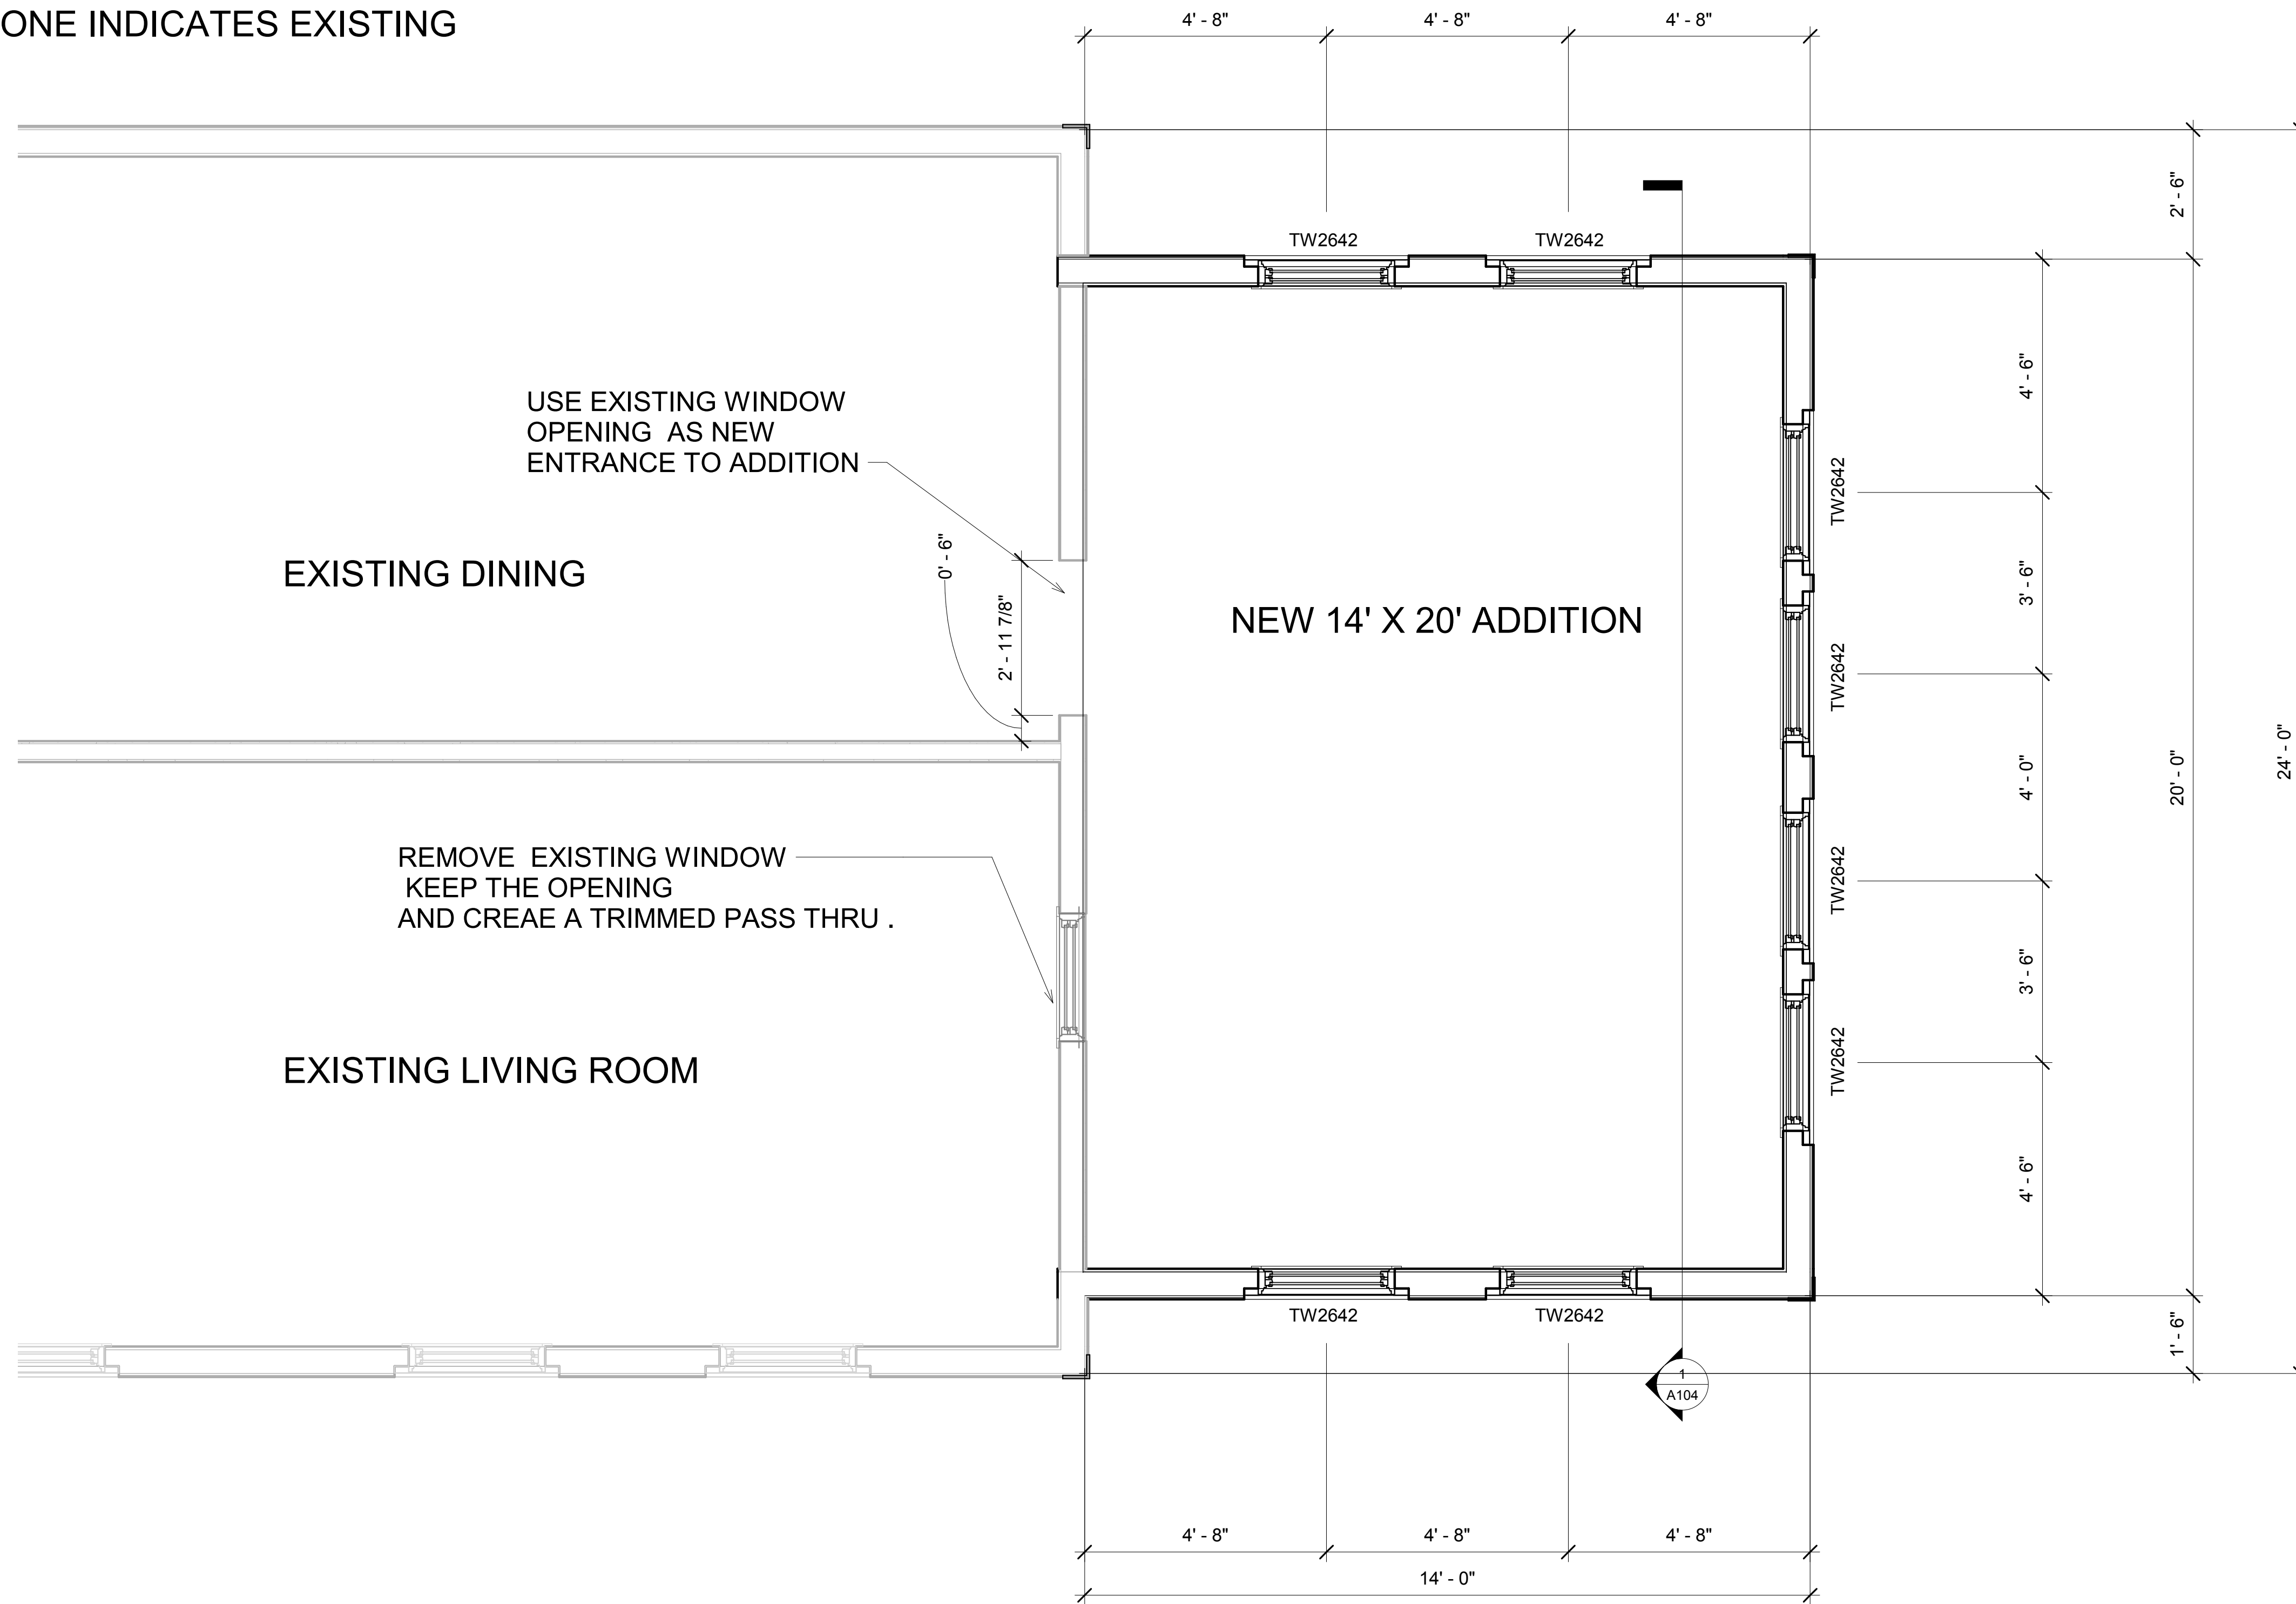 ONE INDICATES EXISTING
4' - 8"
4' - 8"
4' - 8"
2' - 6"
TW2642
TW2642
4' - 6"
USE EXISTING WINDOW
OPENING AS NEW
ENTRANCE TO ADDITION
TW2642
0' - 6"
EXISTING DINING
2' - 11 7/8"
NEW 14' X 20' ADDITION
3' - 6"
TW2642
4' - 0"
20' - 0"
24' - 0"
REMOVE EXISTING WINDOW
KEEP THE OPENING
AND CREAE A TRIMMED PASS THRU .
TW2642
3' - 6"
EXISTING LIVING ROOM
TW2642
4' - 6"
TW2642
TW2642
1' - 6"
1
A104
4' - 8"
4' - 8"
4' - 8"
14' - 0"